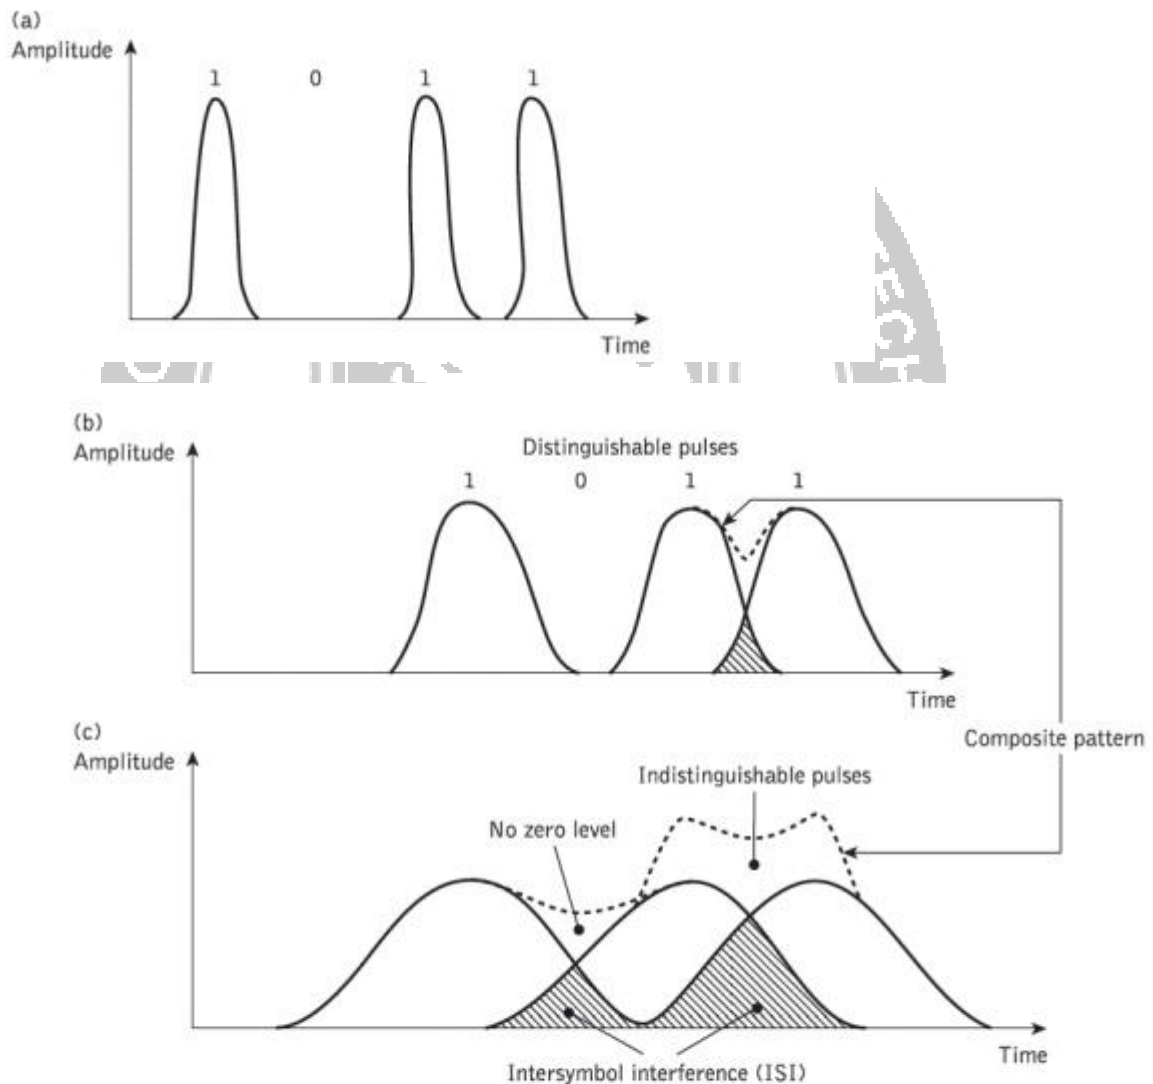 (a)
Amplitude
1 0 1 1
Time
(b)
Amplitude
Distinguishable pulses
1 0 1 1
Time
Composite pattern
(c)
Amplitude
Indistinguishable pulses
No zero level
Time
Intersymbol interference (ISI)